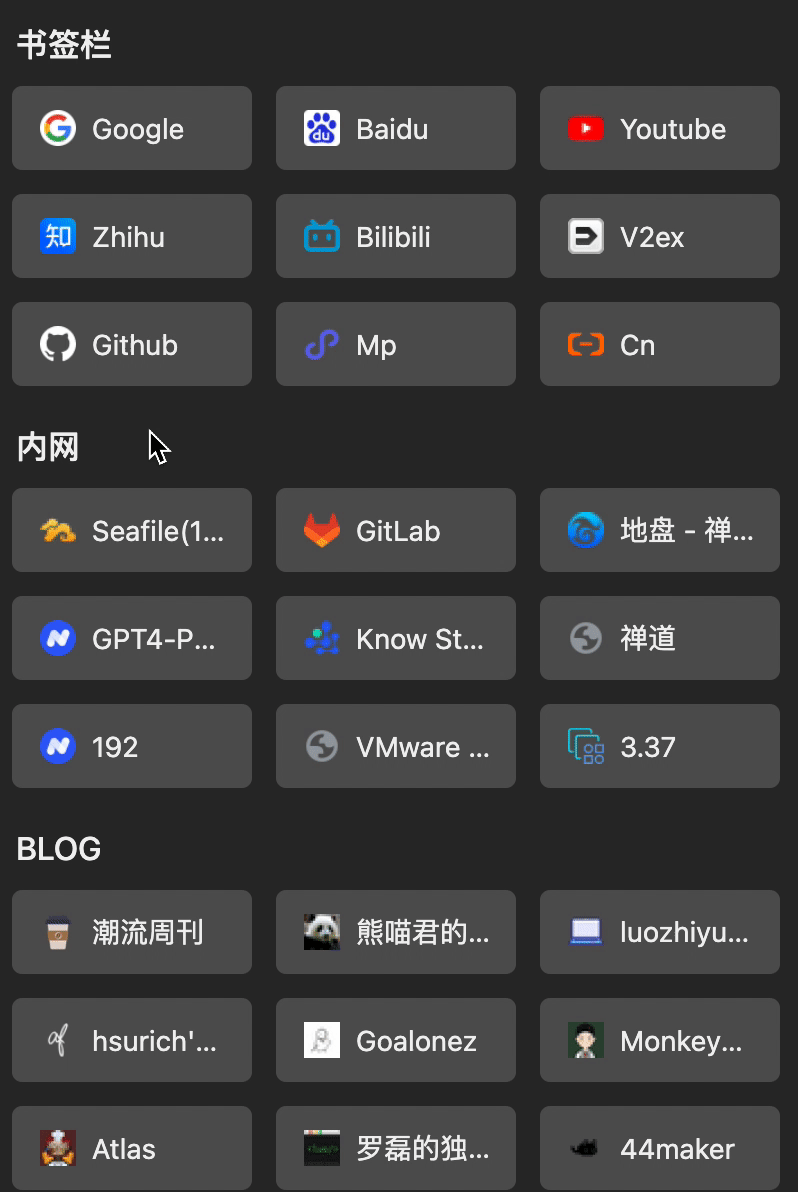 书签栏
Google
Baidu
Youtube
知 Zhihu
Bilibili
V2ex
Github
Mp
Cn
内网
Seafile(1...
GitLab
地盘 - 禅...
GPT4-P...
Know St...
禅道
192
VMware ...
3.37
BLOG
潮流周刊
熊喵君的...
luozhiyu...
hsurich'...
Goalonez
Monkey...
Atlas
罗磊的独...
44maker